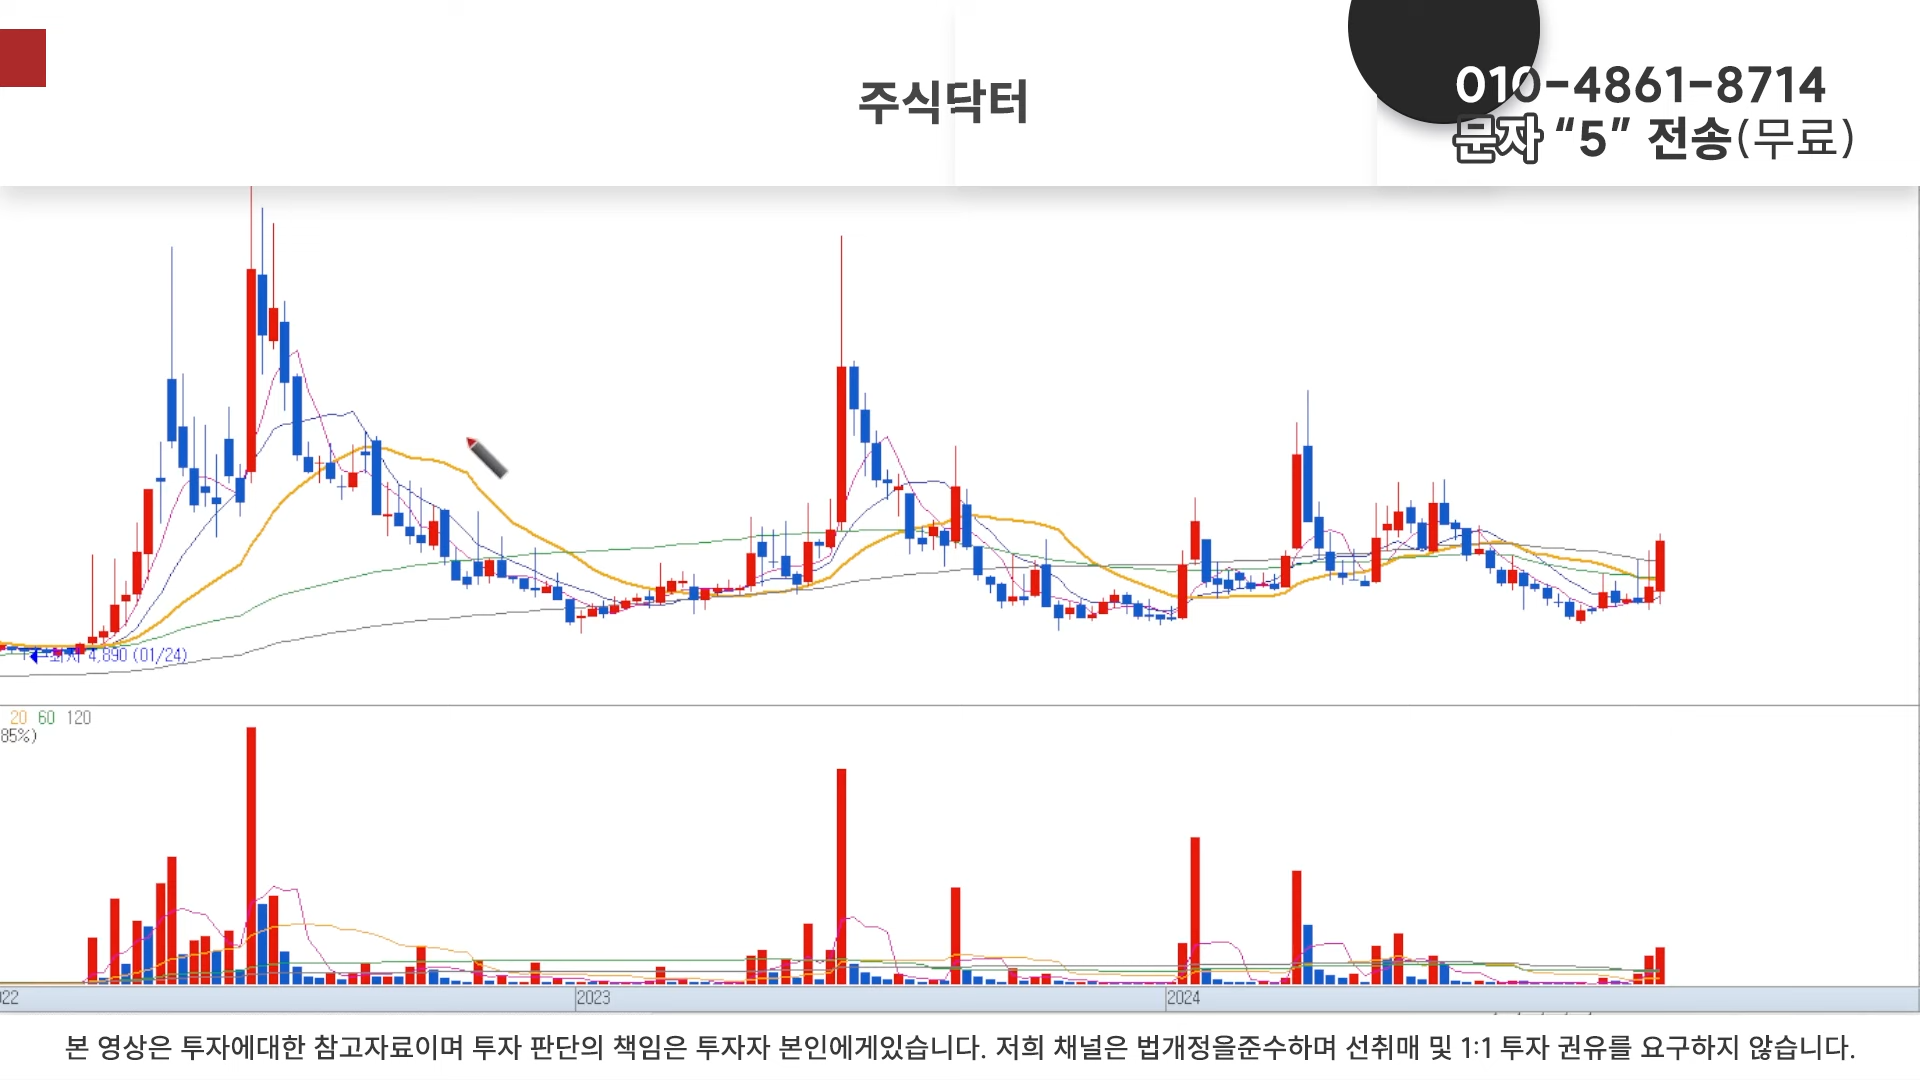 주식닥터
010-4861-8714
문자 “5” 전송(무료)
4,890 (01/24)
20 60 120
85%)
22
2023
2024
본 영상은 투자에대한 참고자료이며 투자 판단의 책임은 투자자 본인에게있습니다. 저희 채널은 법개정을준수하며 선취매 및 1:1 투자 권유를 요구하지 않습니다.